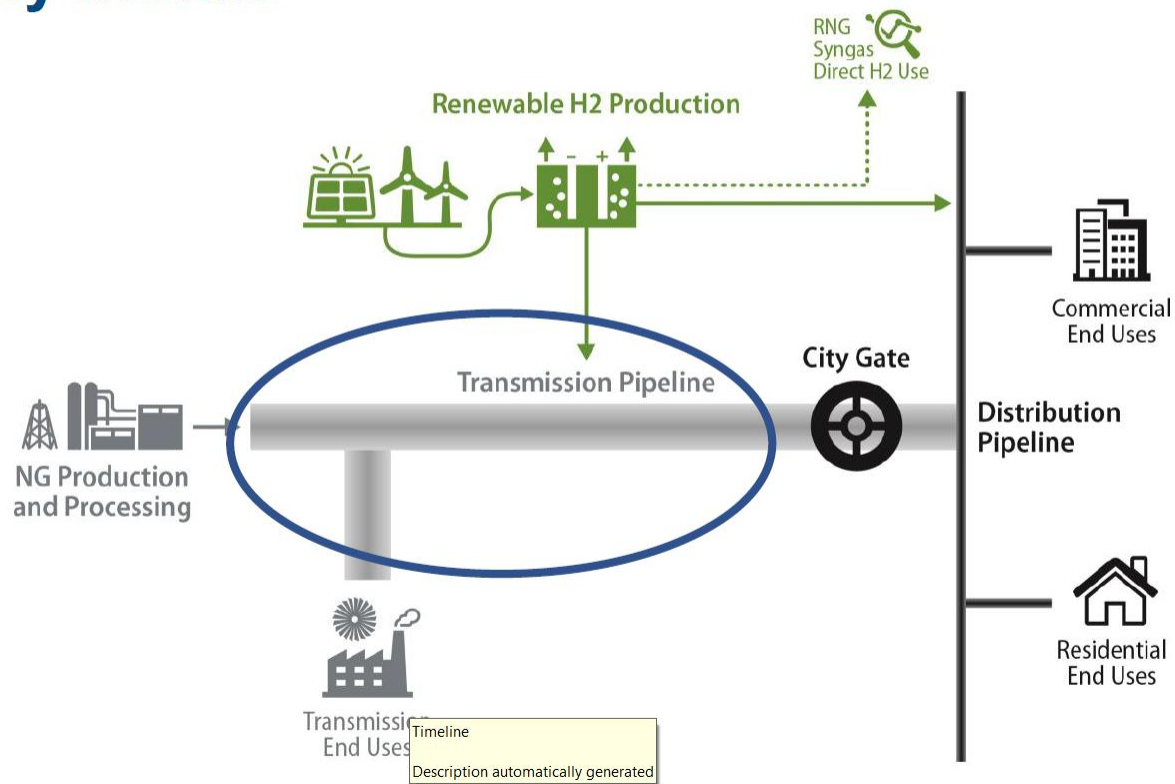 RNG
Syngas
Direct H2 Use
Renewable H2 Production
- +
Commercial
End Uses
City Gate
Transmission Pipeline
Distribution
Pipeline
NG Production
and Processing
Residential
End Uses
Transmission
End Uses
Timeline
Description automatically generated